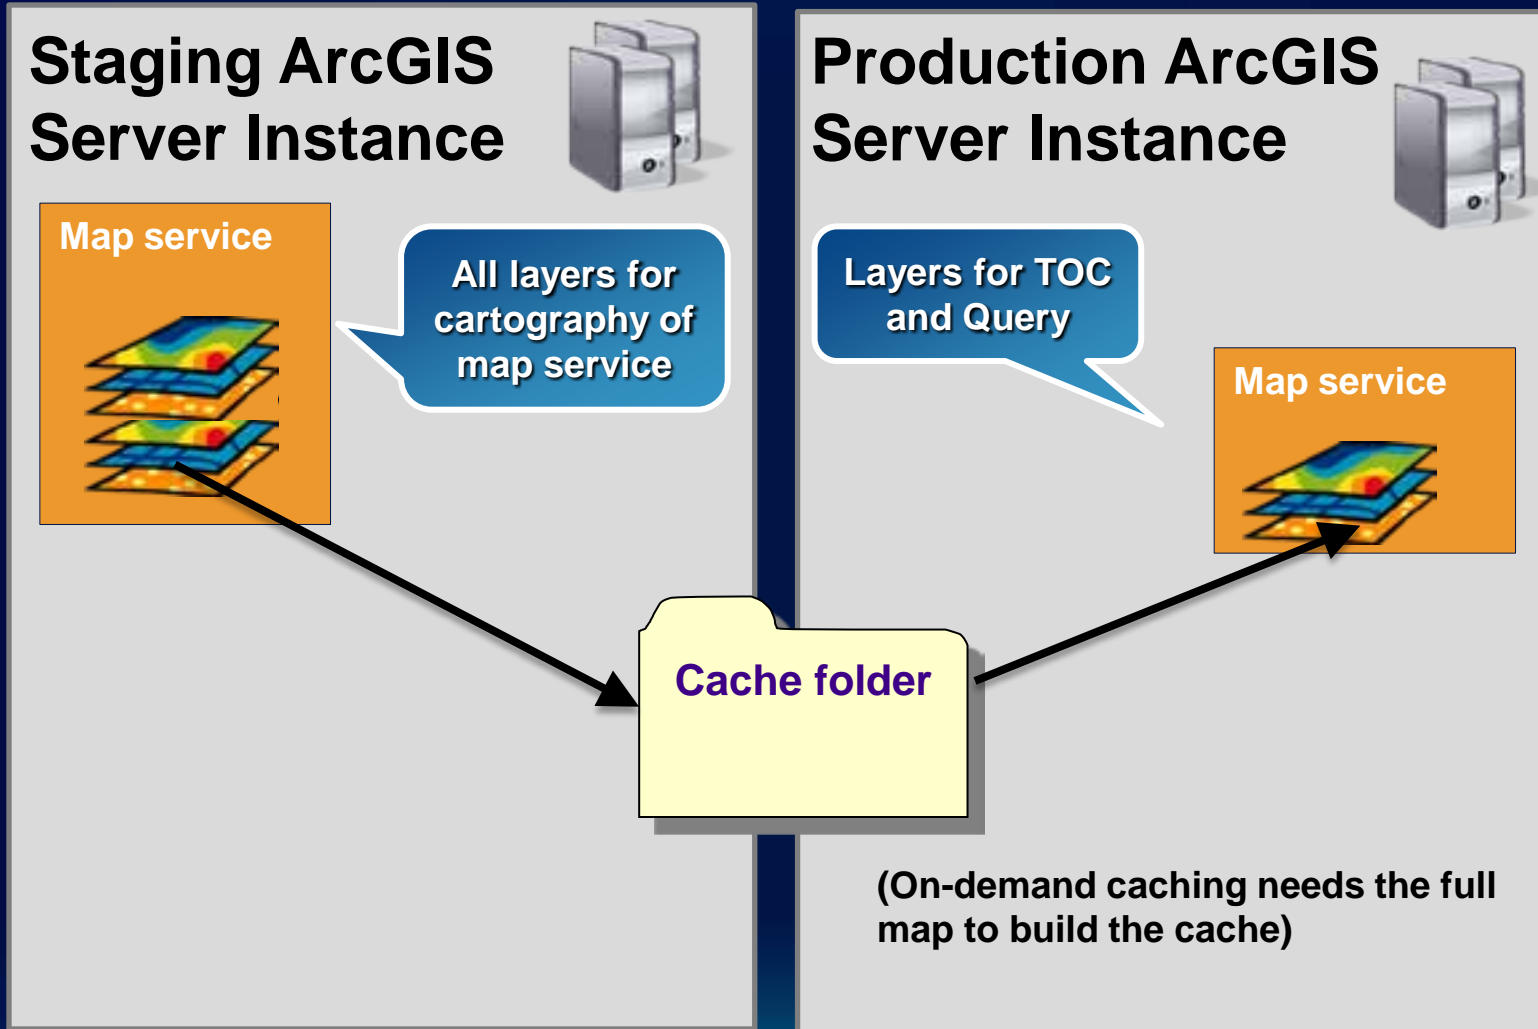 Staging ArcGIS
Server Instance
Map service
All layers for
cartography of
map service
Production ArcGIS
Server Instance
Layers for TOC
and Query
Map service
Cache folder
(On-demand caching needs the full
map to build the cache)